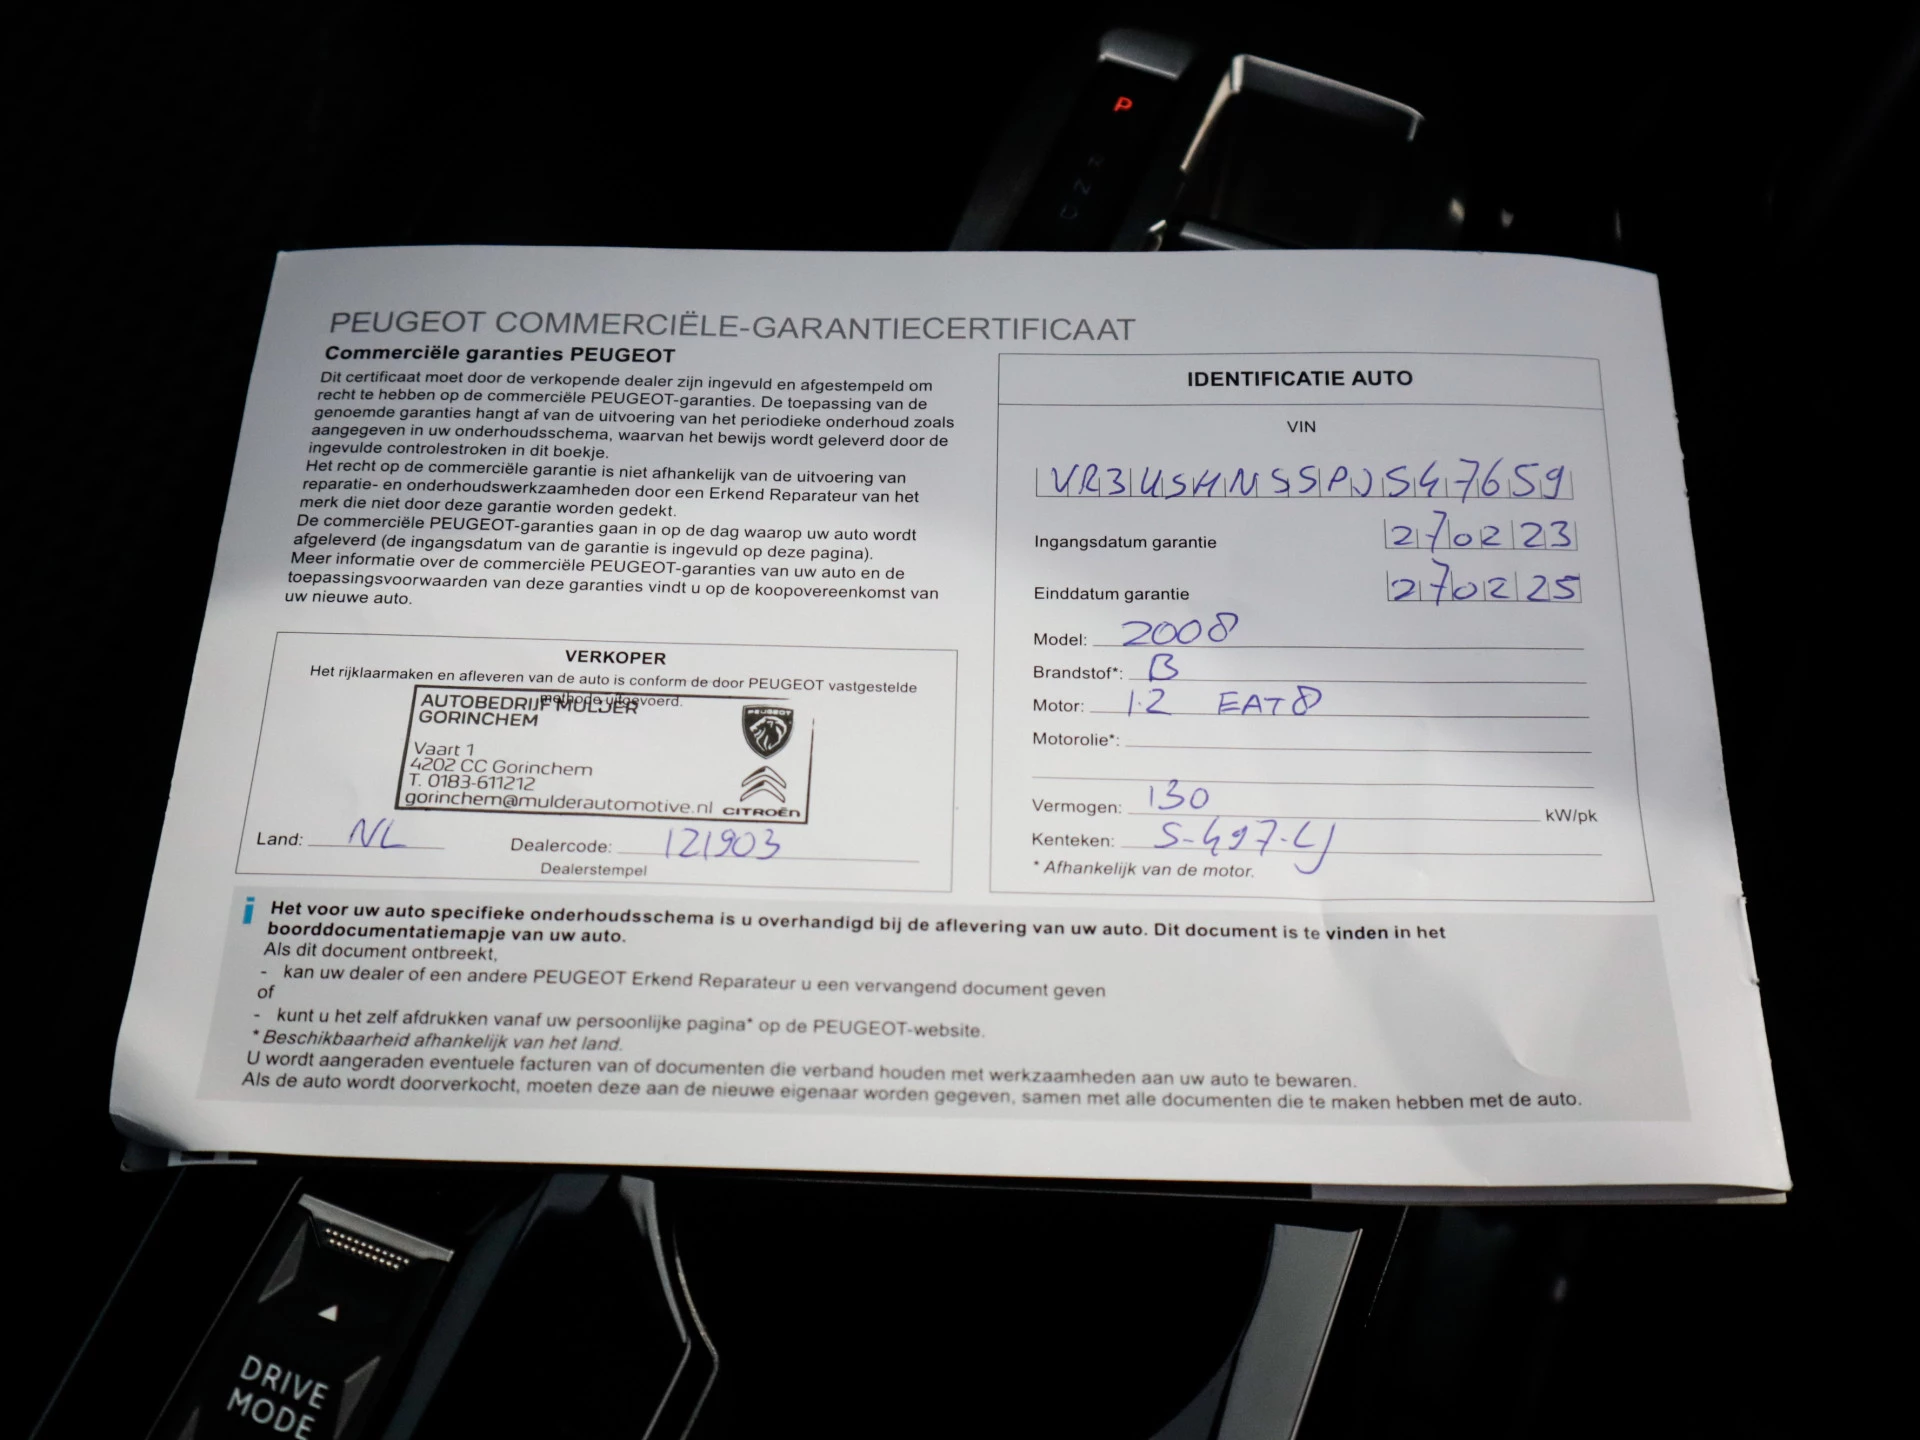 P
R
N
D
PEUGEOT COMMERCIËLE-GARANTIECERTIFICAAT
Commerciële garanties PEUGEOT
Dit certificaat moet door de verkopende dealer zijn ingevuld en afgestempeld om
recht te hebben op de commerciële PEUGEOT-garanties. De toepassing van de
genoemde garanties hangt af van de uitvoering van het periodieke onderhoud zoals
aangegeven in uw onderhoudsschema, waarvan het bewijs wordt geleverd door de
ingevulde controlestroken in dit boekje.
Het recht op de commerciële garantie is niet afhankelijk van de uitvoering van
reparatie- en onderhoudswerkzaamheden door een Erkend Reparateur van het
merk die niet door deze garantie worden gedekt.
De commerciële PEUGEOT-garanties gaan in op de dag waarop uw auto wordt
afgeleverd (de ingangsdatum van de garantie is ingevuld op deze pagina).
Meer informatie over de commerciële PEUGEOT-garanties van uw auto en de
toepassingsvoorwaarden van deze garanties vindt u op de koopovereenkomst van
uw nieuwe auto.
VERKOPER
Het rijklaarmaken en afleveren van de auto is conform de door PEUGEOT vastgestelde
methode uitgevoerd.
AUTOBEDRIJF MULDER
GORINCHEM
Vaart 1
4202 CC Gorinchem
T. 0183-611212
gorinchem@mulderautomotive.nl
PEUGEOT
CITROËN
Land: NL Dealercode: 121903
Dealerstempel
IDENTIFICATIE AUTO
VIN
VR3USHNSSPJS47659
Ingangsdatum garantie 270223
Einddatum garantie 270225
Model: 2008
Brandstof*: B
Motor: 1.2 EAT8
Motorolie*:
Vermogen: 130 kW/pk
Kenteken: S-497-LJ
* Afhankelijk van de motor.
i Het voor uw auto specifieke onderhoudsschema is u overhandigd bij de aflevering van uw auto. Dit document is te vinden in het
boorddocumentatiemapje van uw auto.
Als dit document ontbreekt,
- kan uw dealer of een andere PEUGEOT Erkend Reparateur u een vervangend document geven
of
- kunt u het zelf afdrukken vanaf uw persoonlijke pagina* op de PEUGEOT-website.
* Beschikbaarheid afhankelijk van het land.
U wordt aangeraden eventuele facturen van of documenten die verband houden met werkzaamheden aan uw auto te bewaren.
Als de auto wordt doorverkocht, moeten deze aan de nieuwe eigenaar worden gegeven, samen met alle documenten die te maken hebben met de auto.
DRIVE
MODE